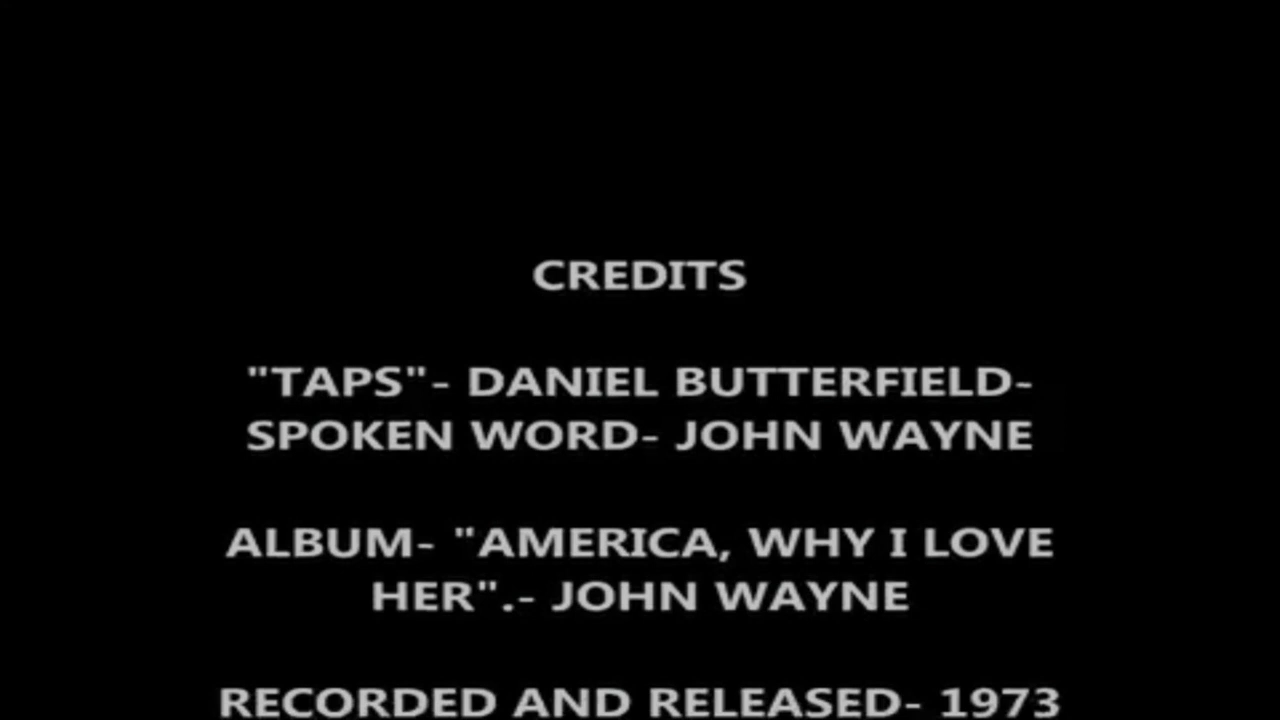 CREDITS
"TAPS"- DANIEL BUTTERFIELD-
SPOKEN WORD- JOHN WAYNE
ALBUM- "AMERICA, WHY I LOVE
HER".- JOHN WAYNE
RECORDED AND RELEASED- 1973